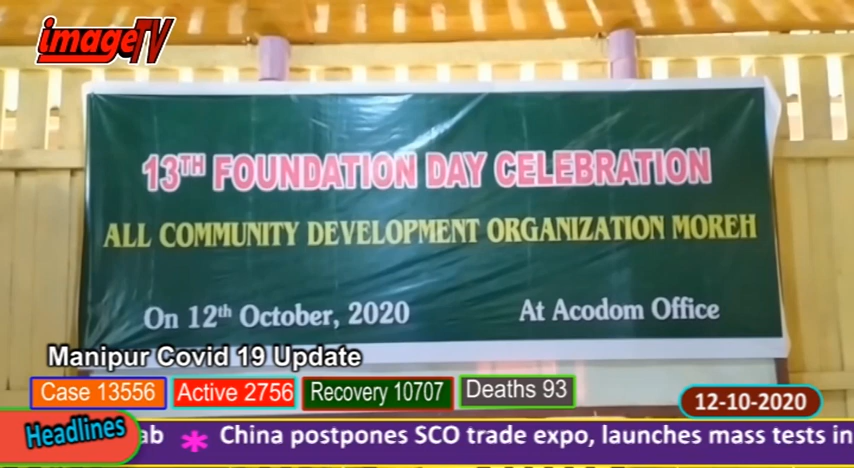 imageTV
13TH FOUNDATION DAY CELEBRATION
ALL COMMUNITY DEVELOPMENT ORGANIZATION MOREH
On 12th October, 2020 At Acodom Office
Manipur Covid 19 Update
Case 13556 Active 2756 Recovery 10707 Deaths 93
12-10-2020
Headlines ab * China postpones SCO trade expo, launches mass tests in